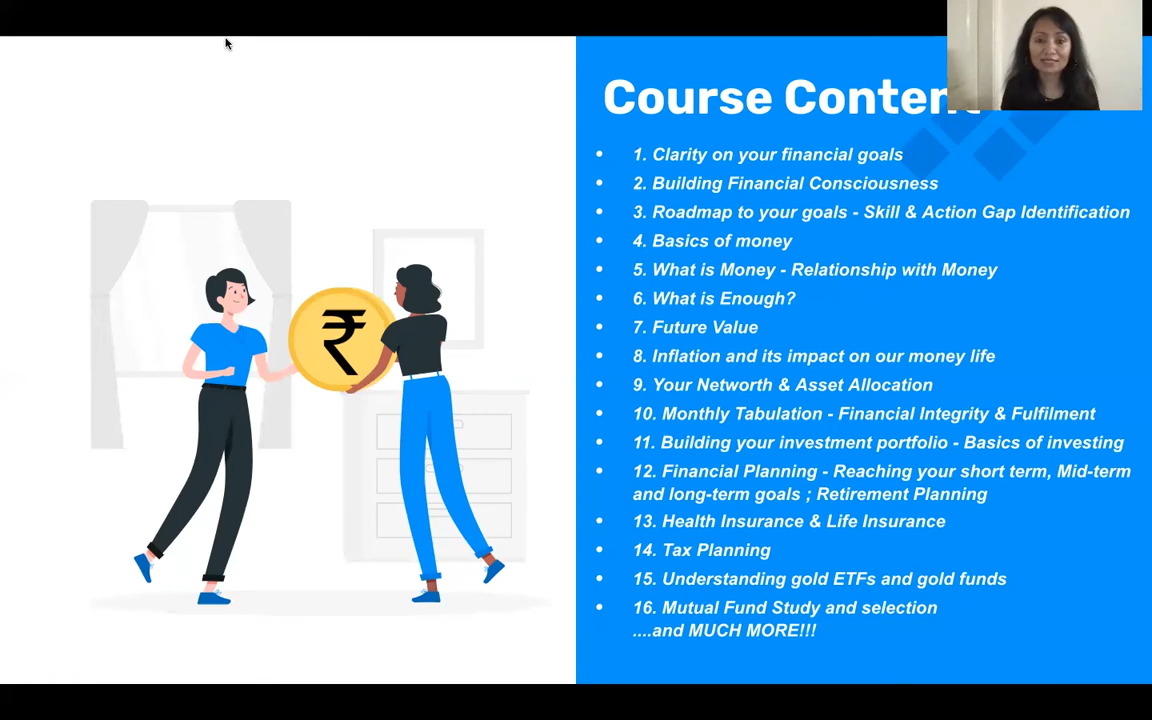 Course Content
• 1. Clarity on your financial goals
• 2. Building Financial Consciousness
• 3. Roadmap to your goals - Skill & Action Gap Identification
• 4. Basics of money
• 5. What is Money - Relationship with Money
• 6. What is Enough?
• 7. Future Value
• 8. Inflation and its impact on our money life
• 9. Your Networth & Asset Allocation
• 10. Monthly Tabulation - Financial Integrity & Fulfilment
• 11. Building your investment portfolio - Basics of investing
• 12. Financial Planning - Reaching your short term, Mid-term
and long-term goals ; Retirement Planning
• 13. Health Insurance & Life Insurance
• 14. Tax Planning
• 15. Understanding gold ETFs and gold funds
• 16. Mutual Fund Study and selection
....and MUCH MORE!!!
₹